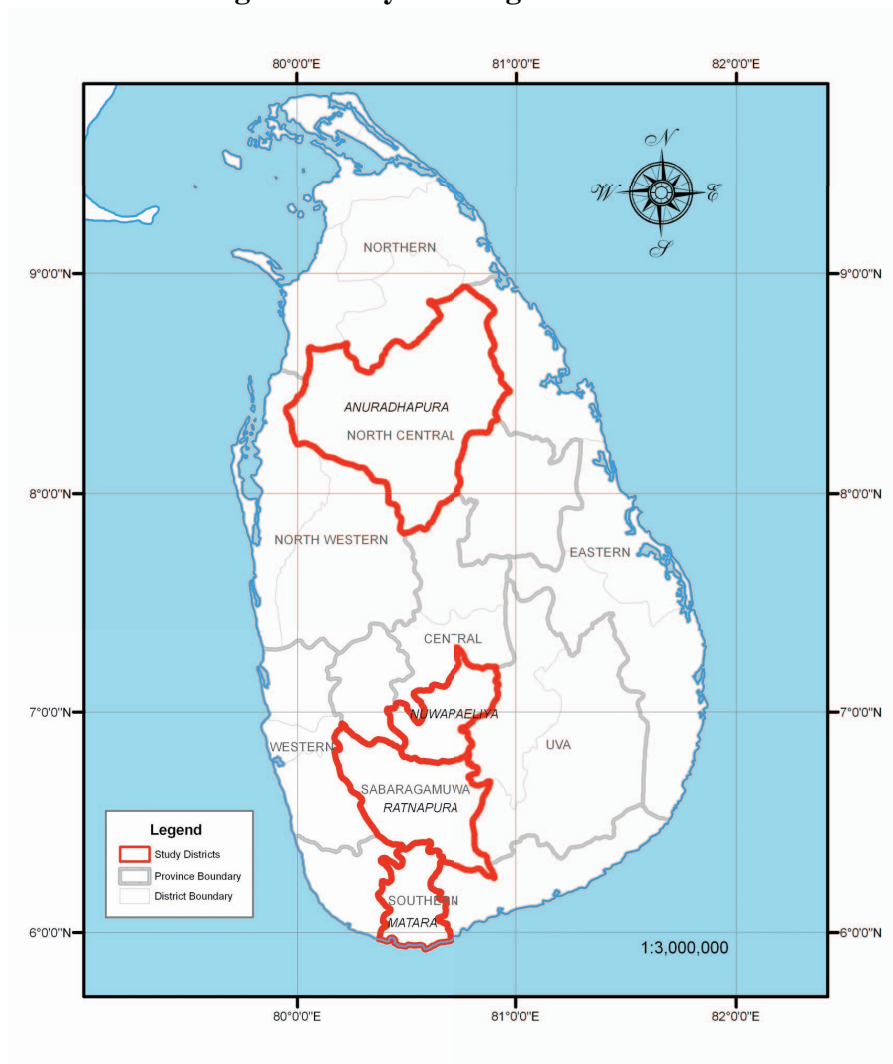 80°0'0"E 81°0'0"E 82°0'0"E
N
W E
S
NORTHERN
9°0'0"N 9°0'0"N
ANURADHAPURA
NORTH CENTRAL
8°0'0"N 8°0'0"N
NORTH WESTERN
EASTERN
CENTRAL
7°0'0"N 7°0'0"N
NUWARAELIYA
WESTERN
UVA
SABARAGAMUWA
RATNAPURA
Legend
Study Districts
Province Boundary
District Boundary
SOUTHERN
MATARA
6°0'0"N 6°0'0"N
1:3,000,000
80°0'0"E 81°0'0"E 82°0'0"E